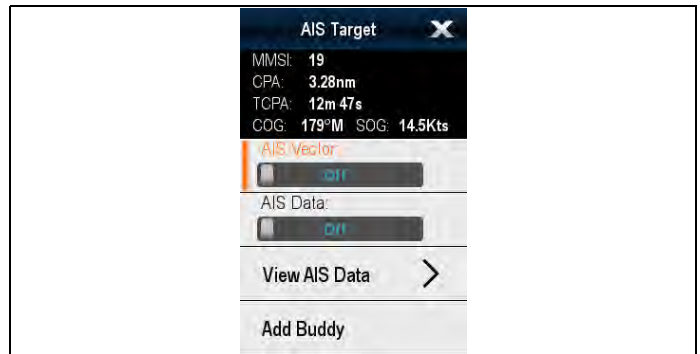 AIS Target
MMSI: 19
CPA: 3.28nm
TCPA: 12m 47s
COG: 179°M SOG: 14.5Kts
AIS Vector:
Off
AIS Data:
Off
View AIS Data
Add Buddy